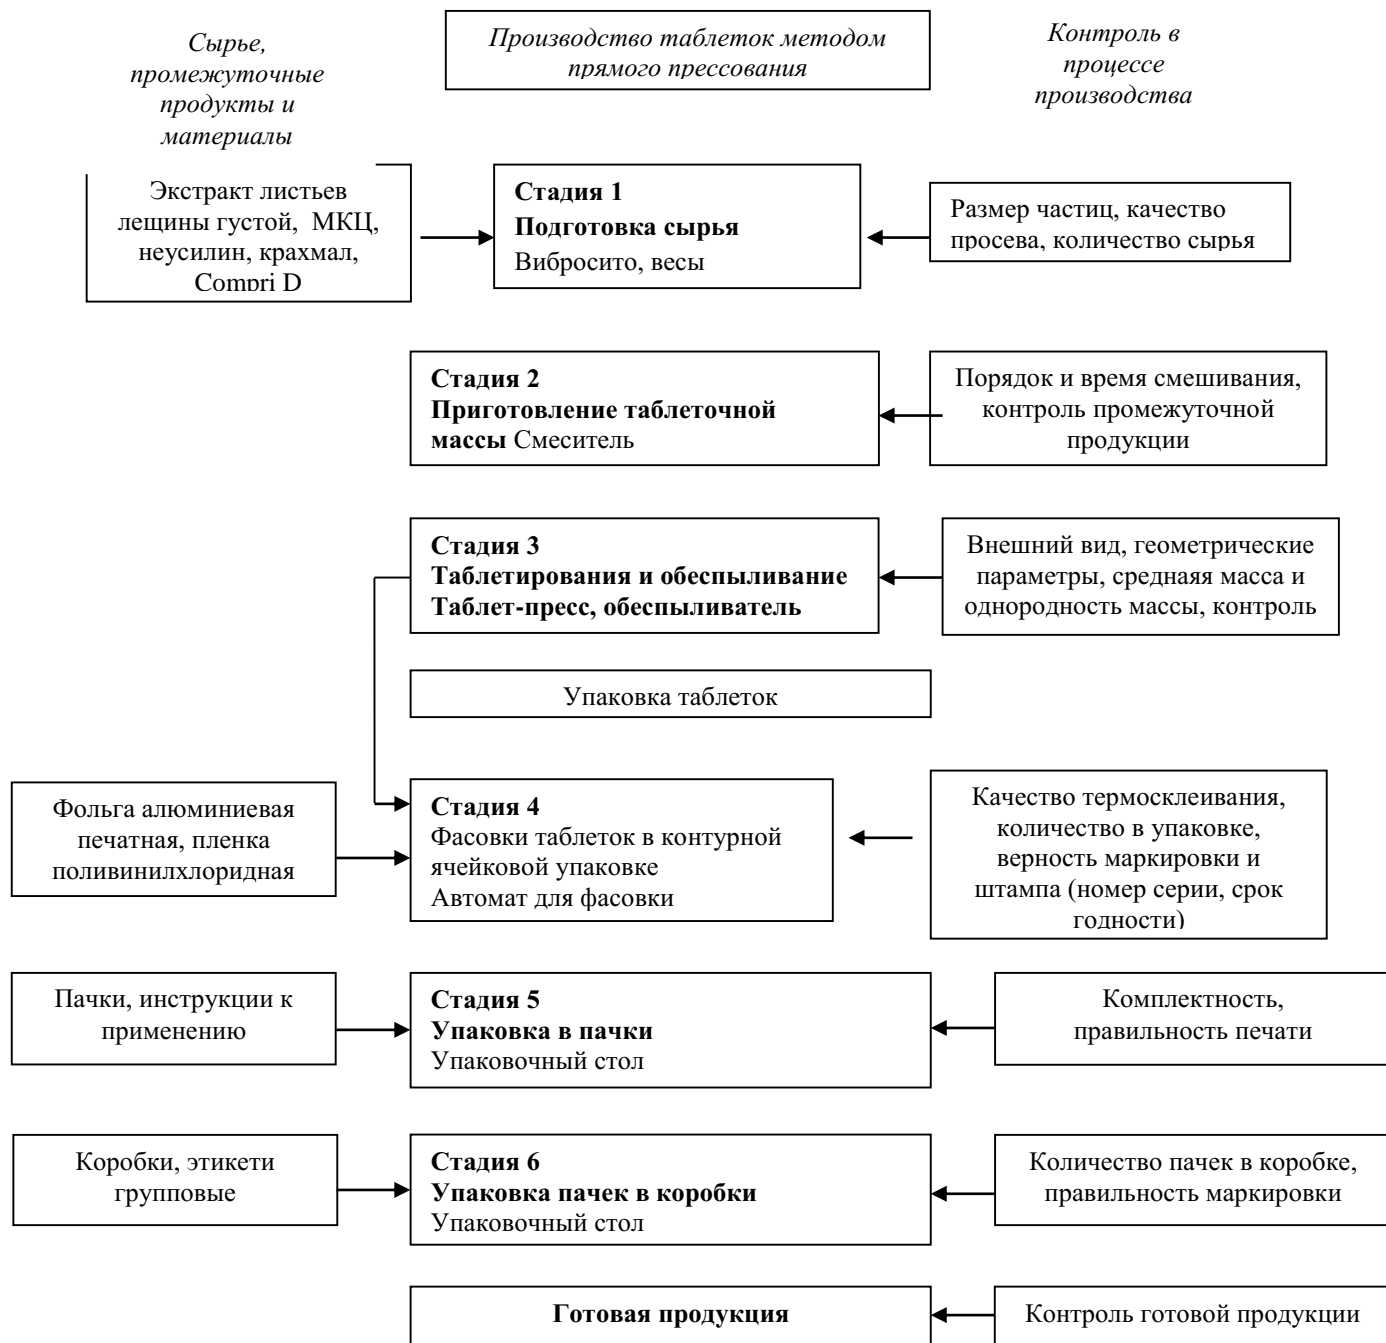 Сырье,
промежуточные
продукты и
материалы
Производство таблеток методом
прямого прессования
Контроль в
процессе
производства
Экстракт листьев
лещины густой, МКЦ,
неусилин, крахмал,
Compri D
Стадия 1
Подготовка сырья
Вибросито, весы
Размер частиц, качество
просева, количество сырья
Стадия 2
Приготовление таблеточной
массы Смеситель
Порядок и время смешивания,
контроль промежуточной
продукции
Стадия 3
Таблетирования и обеспыливание
Таблет-пресс, обеспыливатель
Внешний вид, геометрические
параметры, средняяя масса и
однородность массы, контроль
Упаковка таблеток
Фольга алюминиевая
печатная, пленка
поливинилхлоридная
Стадия 4
Фасовки таблеток в контурной
ячейковой упаковке
Автомат для фасовки
Качество термосклеивания,
количество в упаковке,
верность маркировки и
штампа (номер серии, срок
годности)
Пачки, инструкции к
применению
Стадия 5
Упаковка в пачки
Упаковочный стол
Комплектность,
правильность печати
Коробки, этикети
групповые
Стадия 6
Упаковка пачек в коробки
Упаковочный стол
Количество пачек в коробке,
правильность маркировки
Готовая продукция
Контроль готовой продукции